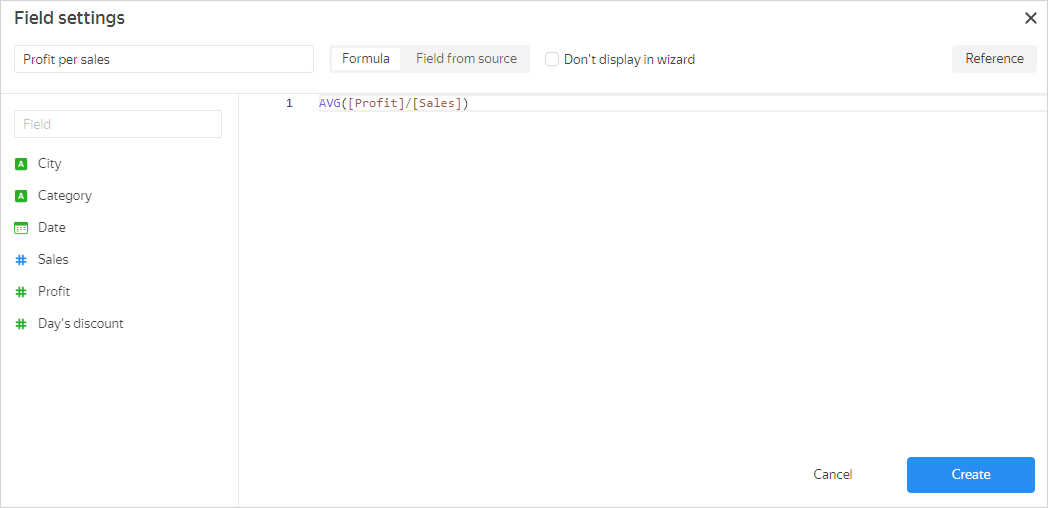 Field settings
Profit per sales
Formula Field from source Don't display in wizard Reference
Field
1 AVG([Profit]/[Sales])
A City
A Category
Date
Sales
Profit
Day's discount
Cancel Create